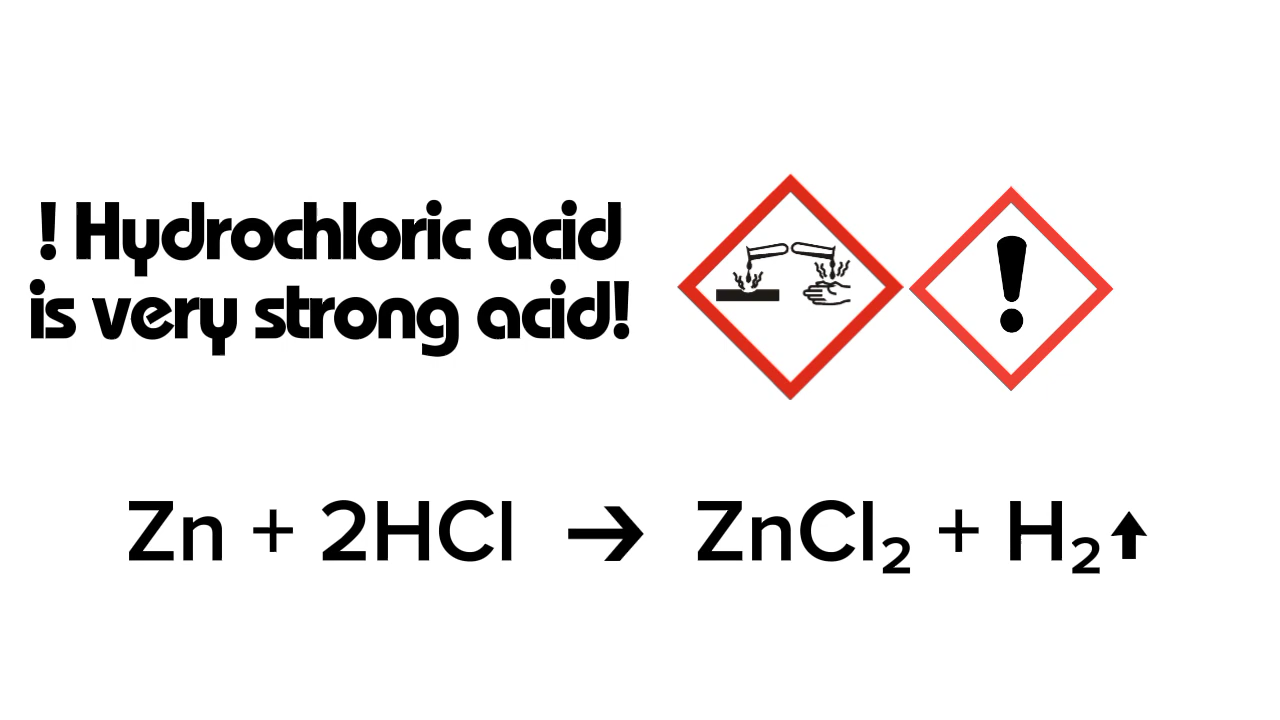 ! Hydrochloric acid
is very strong acid!
Zn + 2HCl → ZnCl₂ + H₂⬆